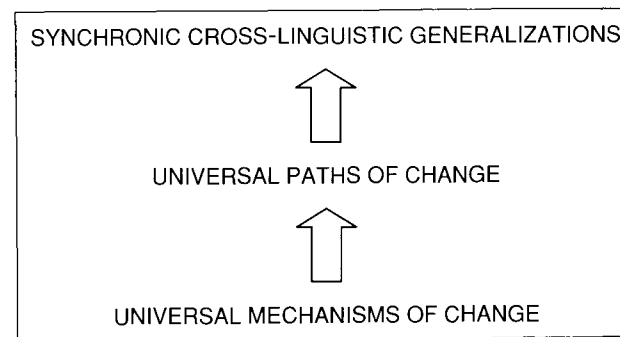 SYNCHRONIC CROSS-LINGUISTIC GENERALIZATIONS
UNIVERSAL PATHS OF CHANGE
UNIVERSAL MECHANISMS OF CHANGE